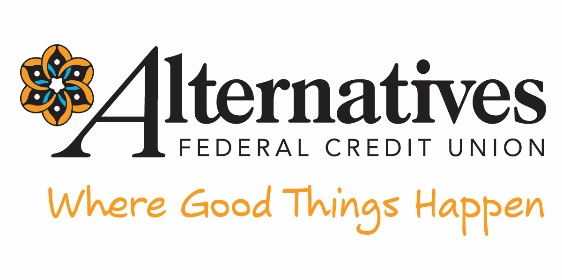 Alternatives
FEDERAL CREDIT UNION
Where Good Things Happen